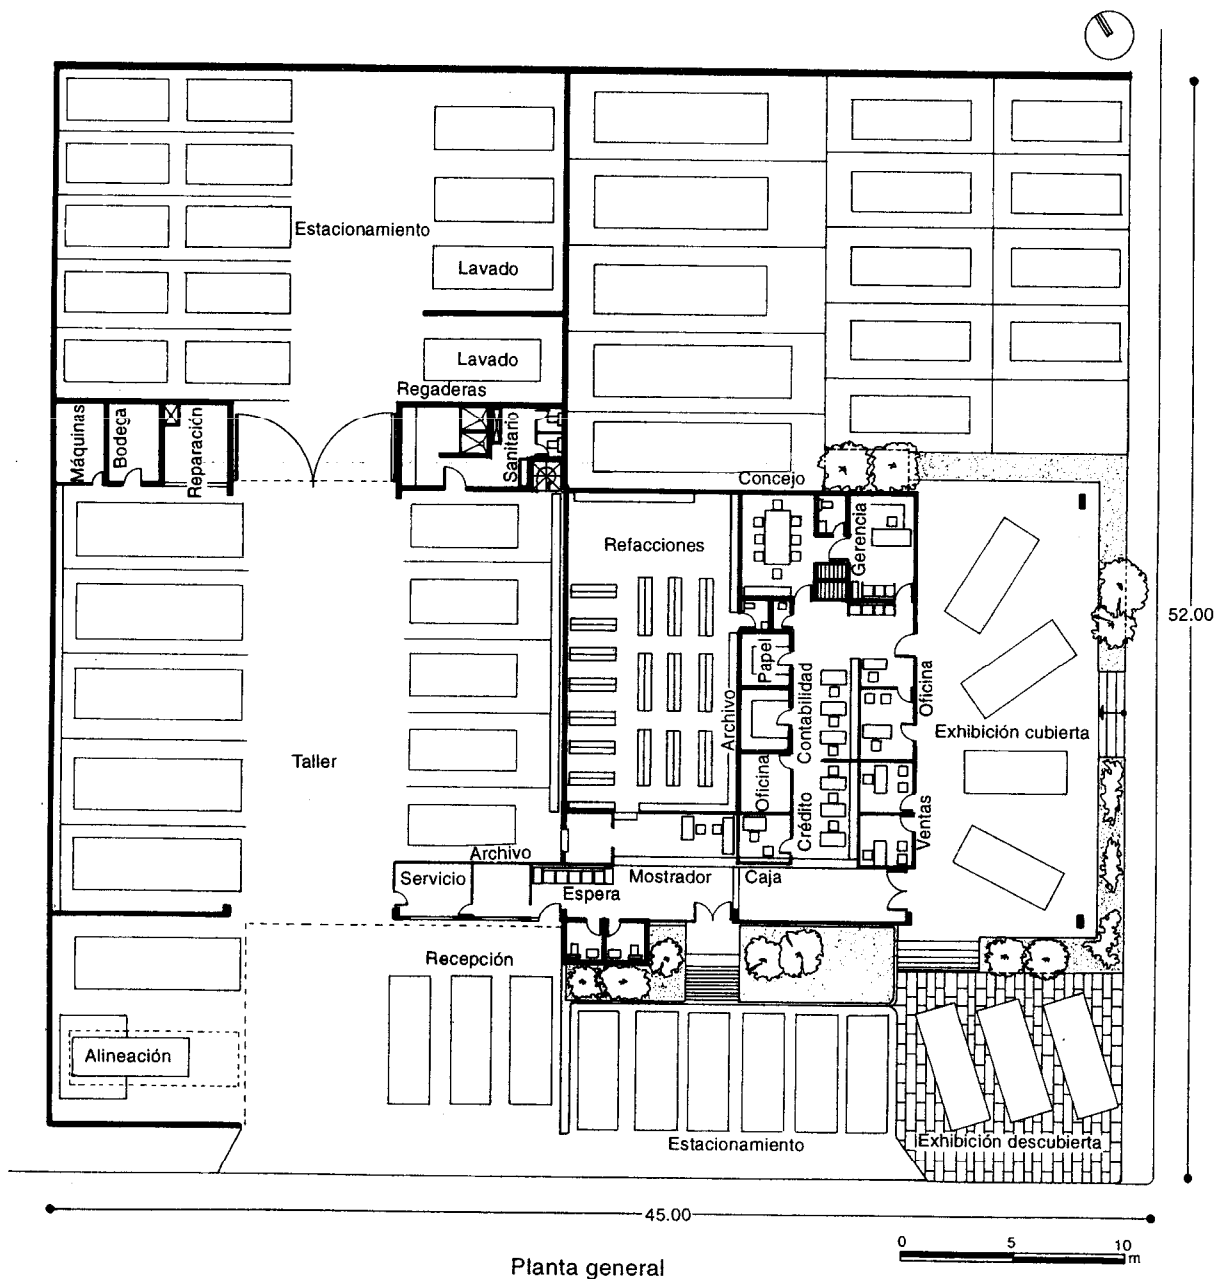 Estacionamiento
Lavado
Lavado
Regaderas
Máquinas
Bodega
Reparación
Sanitario
Concejo
Gerencia
Refacciones
52.00
Papel
Archivo
Contabilidad
Oficina
Exhibición cubierta
Taller
Oficina
Crédito
Ventas
Archivo
Servicio
Espera
Mostrador
Caja
Recepción
Alineación
Estacionamiento
Exhibición descubierta
45.00
0 5 10
m
Planta general